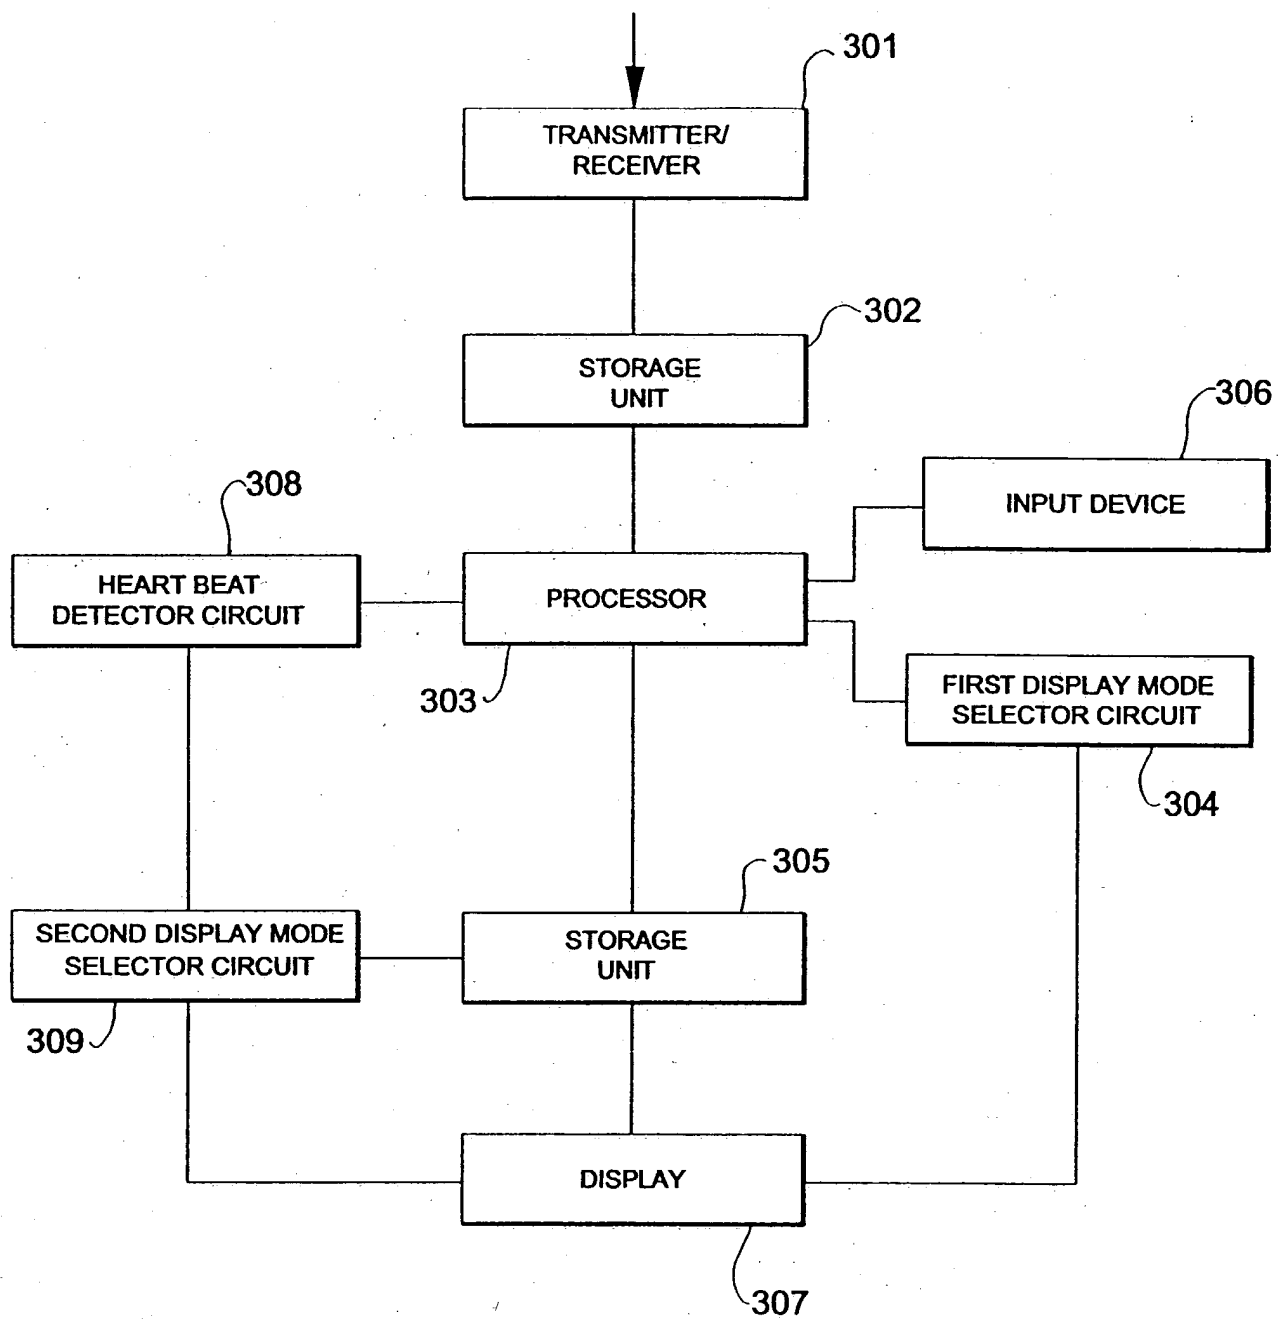 301
TRANSMITTER/
RECEIVER
302
STORAGE
UNIT
306
INPUT DEVICE
308
HEART BEAT
DETECTOR CIRCUIT
PROCESSOR
303
FIRST DISPLAY MODE
SELECTOR CIRCUIT
304
305
SECOND DISPLAY MODE
SELECTOR CIRCUIT
STORAGE
UNIT
309
DISPLAY
307